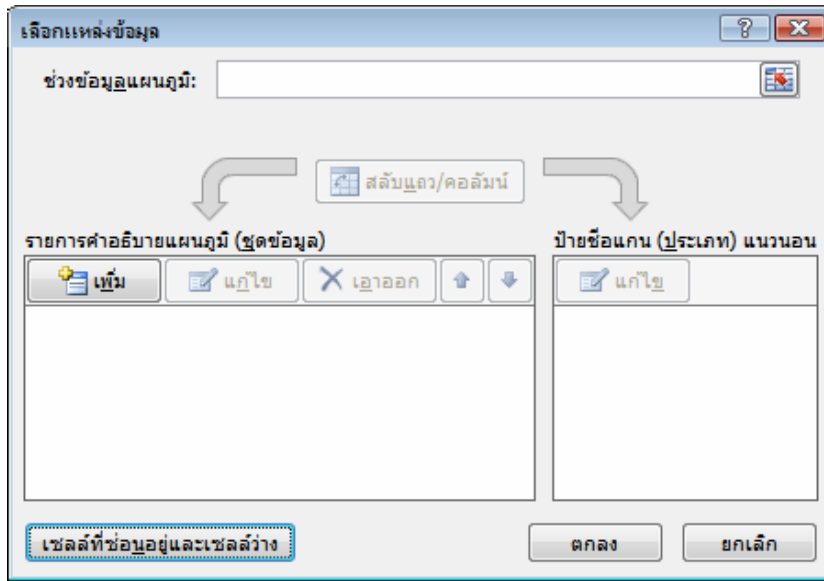 เลือกแหล่งข้อมูล
ช่วงข้อมูลแผนภูมิ:
สลับแถว/คอลัมน์
รายการคำอธิบายแผนภูมิ (ชุดข้อมูล)
ป้ายชื่อแกน (ประเภท) แนวนอน
เพิ่ม แก้ไข เอาออก แก้ไข
เซลล์ที่ซ่อนอยู่และเซลล์ว่าง ตกลง ยกเลิก